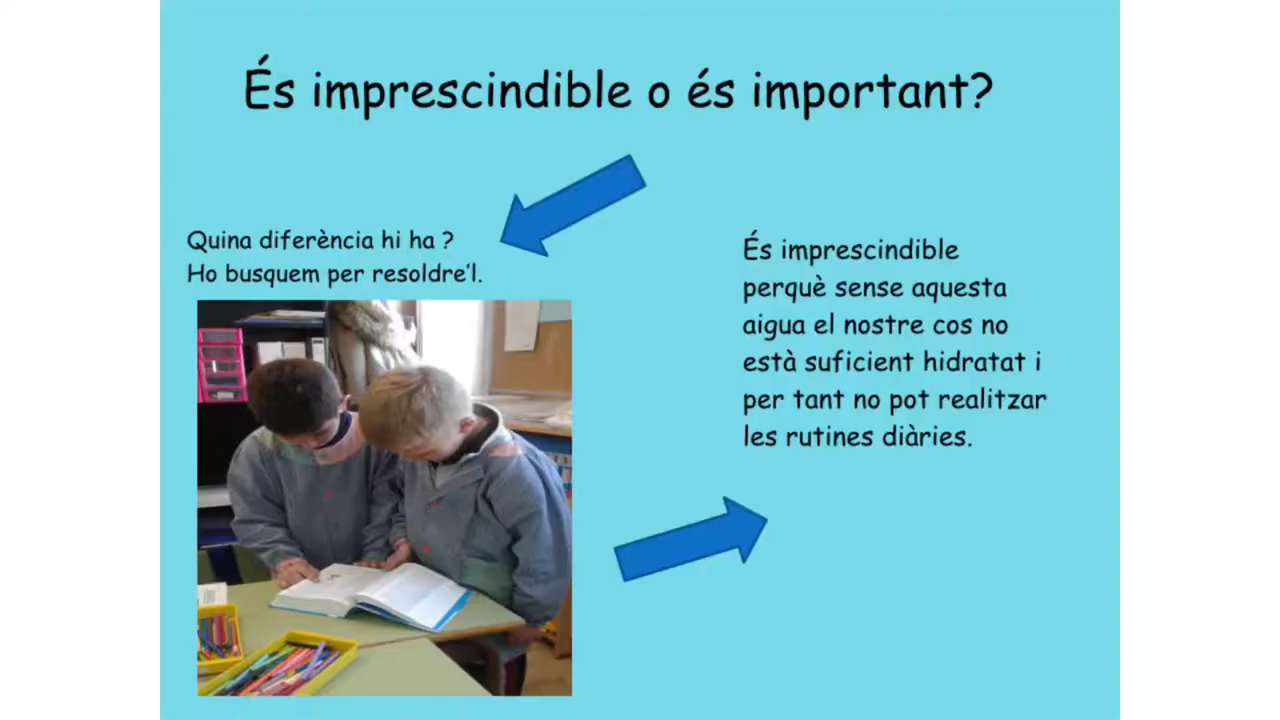 És imprescindible o és important?
Quina diferència hi ha ?
Ho busquem per resoldre'l.
És imprescindible
perquè sense aquesta
aigua el nostre cos no
està suficient hidratat i
per tant no pot realitzar
les rutines diàries.